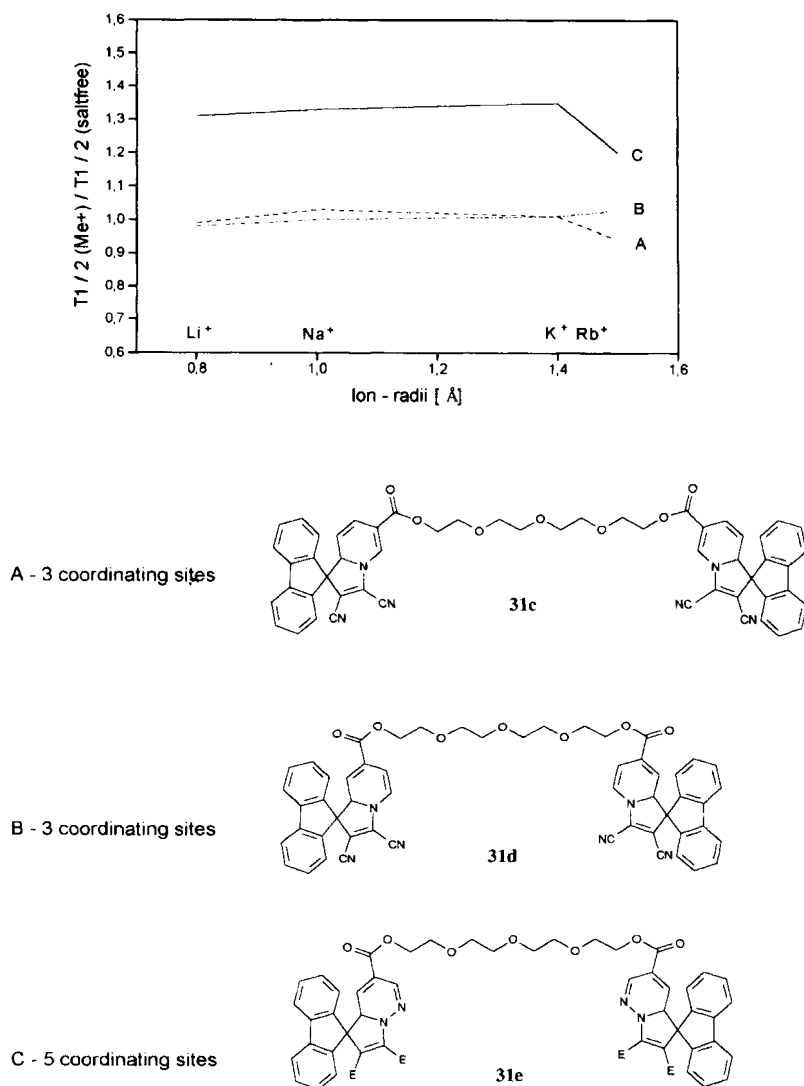 1,6
1,5
1,4
1,3
1,2
1,1
1,0
0,9
0,8
0,7
0,6
T1 / 2 (Me+) / T1 / 2 (saltfree)
C
B
A
Li+
Na+
K+ Rb+
0,8
1,0
1,2
1,4
1,6
Ion - radii [ Å]
A - 3 coordinating sites
O
O
O
O
O
O
O
N
CN
CN
N
NC
CN
31c
B - 3 coordinating sites
O
O
O
O
O
O
O
N
CN
CN
N
NC
CN
31d
C - 5 coordinating sites
O
O
O
O
O
O
O
N
N
E
E
N
N
E
E
31e